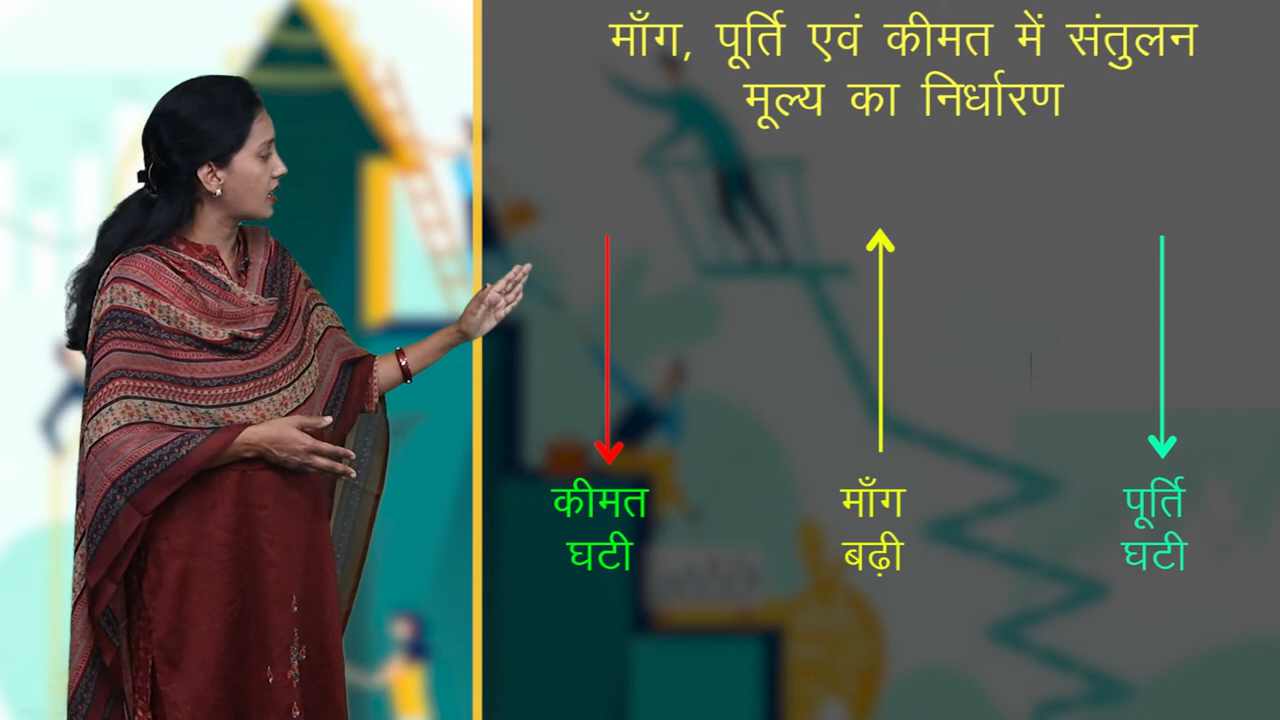 माँग, पूर्ति एवं कीमत में संतुलन
मूल्य का निर्धारण
कीमत
घटी
माँग
बढ़ी
पूर्ति
घटी